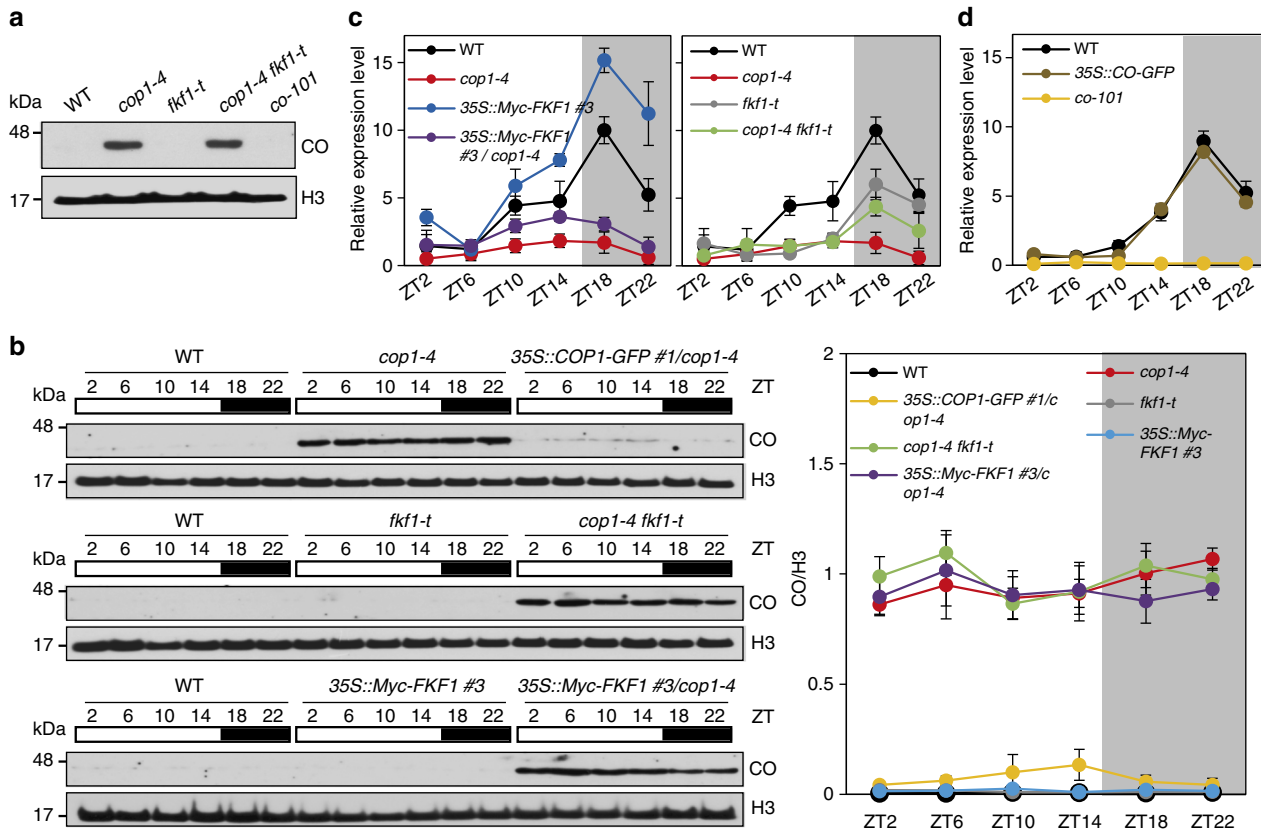 a
kDa
WT
cop1-4
fkf1-t
cop1-4 fkf1-t
co-101
48
CO
17
H3
c
Relative expression level
15
10
5
0
WT
cop1-4
35S::Myc-FKF1 #3
35S::Myc-FKF1
#3 / cop1-4
ZT2
ZT6
ZT10
ZT14
ZT18
ZT22
Relative expression level
15
10
5
0
WT
cop1-4
fkf1-t
cop1-4 fkf1-t
ZT2
ZT6
ZT10
ZT14
ZT18
ZT22
d
Relative expression level
15
10
5
0
WT
35S::CO-GFP
co-101
ZT2
ZT6
ZT10
ZT14
ZT18
ZT22
b
WT
cop1-4
35S::COP1-GFP #1/cop1-4
kDa
2 6 10 14 18 22
2 6 10 14 18 22
2 6 10 14 18 22
ZT
48
CO
17
H3
WT
fkf1-t
cop1-4 fkf1-t
kDa
2 6 10 14 18 22
2 6 10 14 18 22
2 6 10 14 18 22
ZT
48
CO
17
H3
WT
35S::Myc-FKF1 #3
35S::Myc-FKF1 #3/cop1-4
kDa
2 6 10 14 18 22
2 6 10 14 18 22
2 6 10 14 18 22
ZT
48
CO
17
H3
CO/H3
2
1.5
1
0.5
0
WT
35S::COP1-GFP #1/c
op1-4
cop1-4 fkf1-t
35S::Myc-FKF1 #3/c
op1-4
cop1-4
fkf1-t
35S::Myc-
FKF1 #3
ZT2
ZT6
ZT10
ZT14
ZT18
ZT22